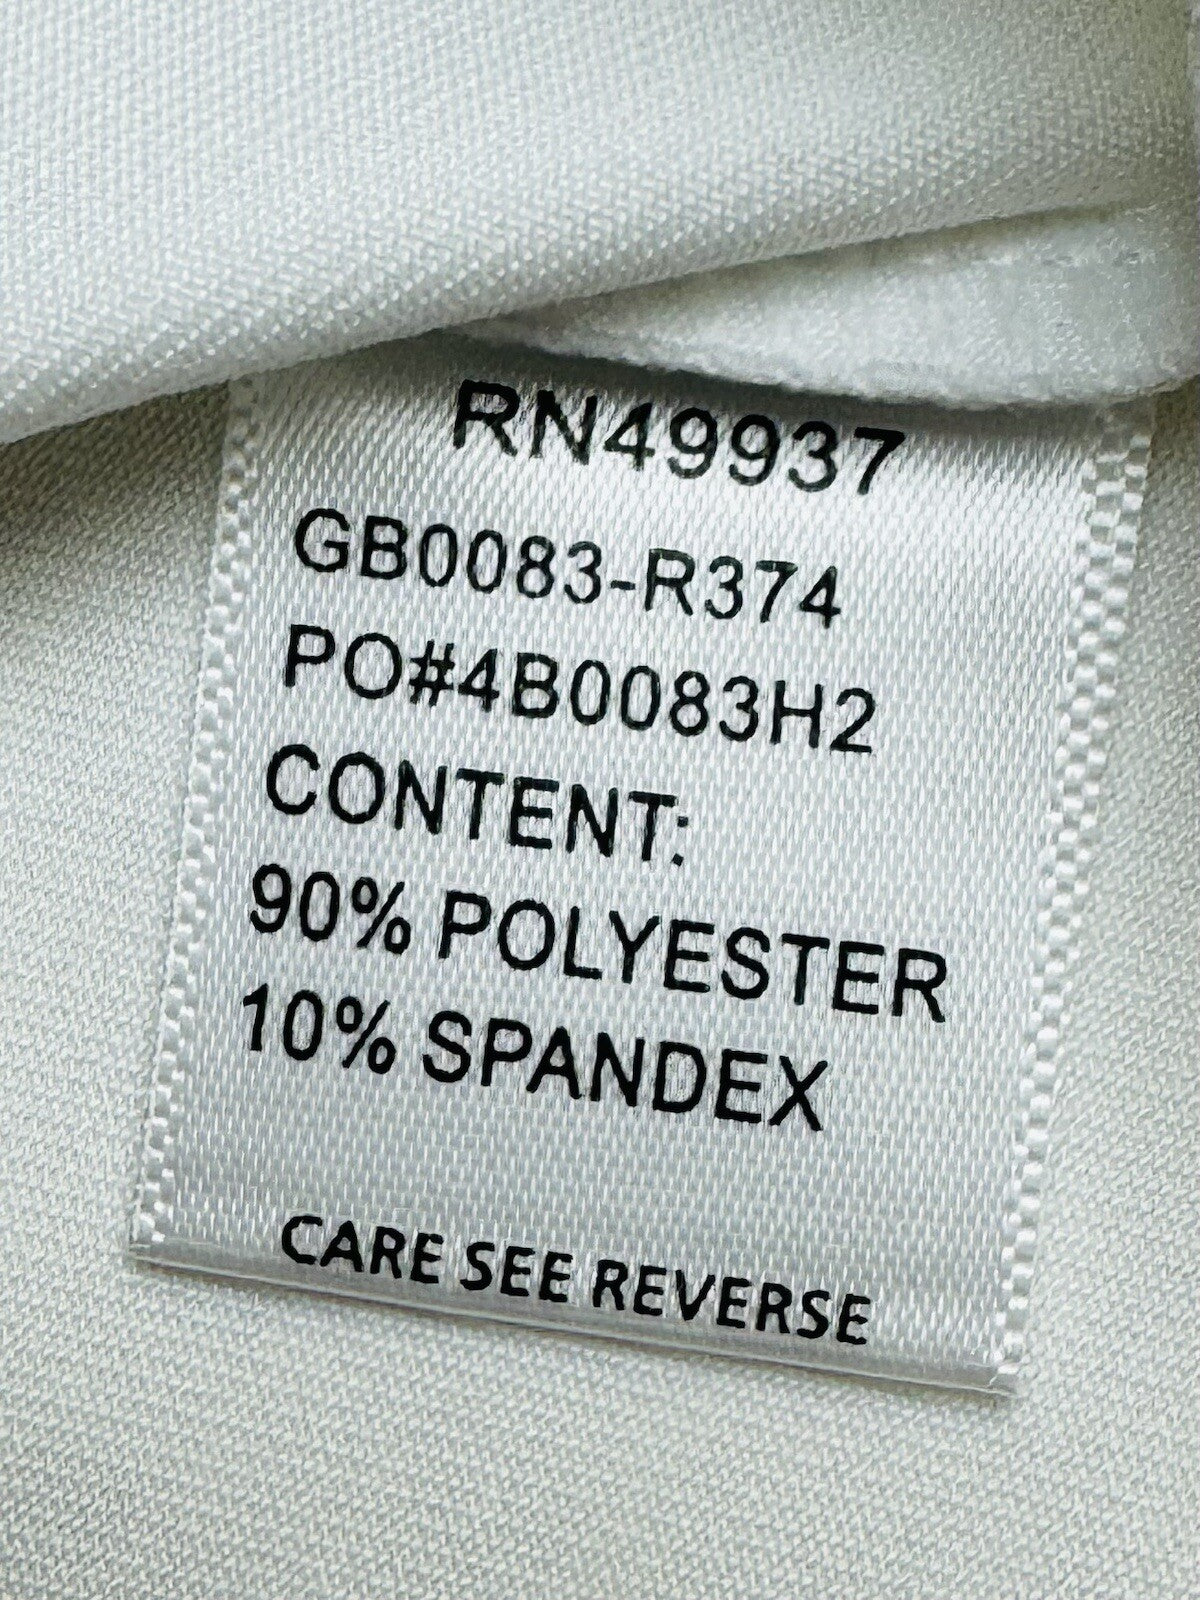 RN49937
GB0083-R374
PO#4B0083H2
CONTENT:
90% POLYESTER
10% SPANDEX
CARE SEE REVERSE